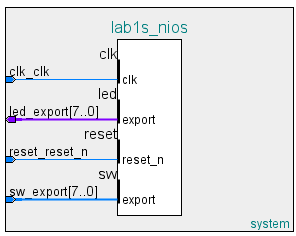 lab1s_nios
clk
clk_clk
clk
led
led_export[7..0]
export
reset
reset_reset_n
reset_n
sw
sw_export[7..0]
export
system